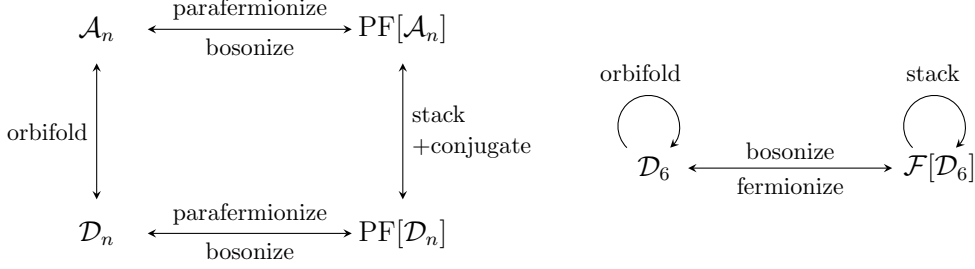 parafermionize
𝒜ₙ PF[𝒜ₙ]
bosonize
orbifold
stack
+conjugate
parafermionize
𝒟ₙ PF[𝒟ₙ]
bosonize
orbifold
stack
bosonize
𝒟₆ ℱ[𝒟₆]
fermionize